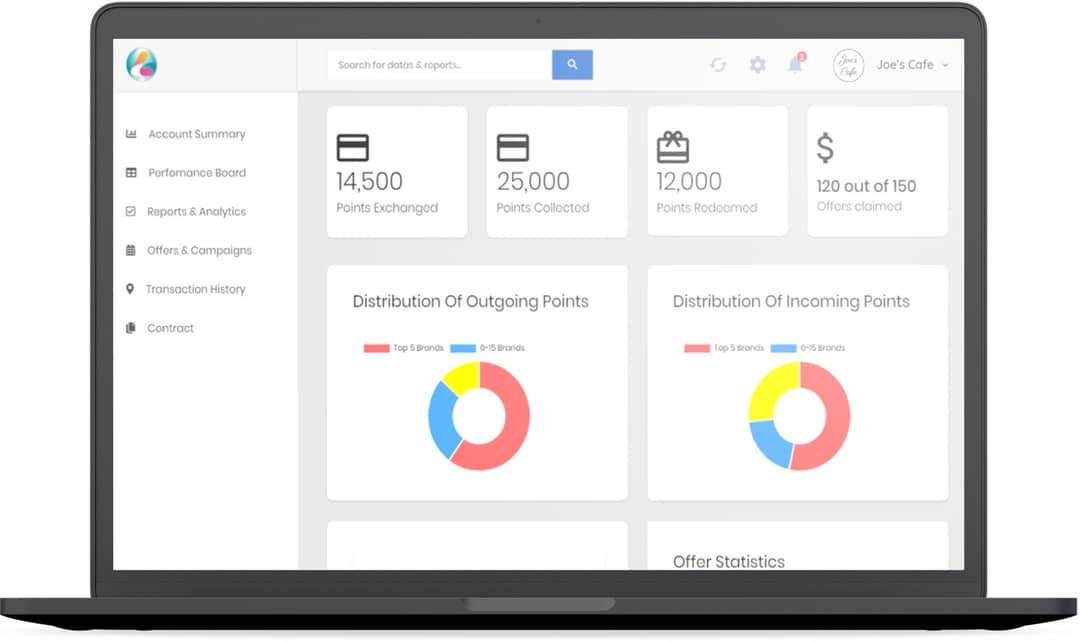 Search for datas & reports...
2
Joe's Cafe
Joe's Cafe
Account Summary
Perfomance Board
Reports & Analytics
Offers & Campaigns
Transaction History
Contract
14,500
Points Exchanged
25,000
Points Collected
12,000
Points Redeemed
$
120 out of 150
Offers claimed
Distribution Of Outgoing Points
Top 5 Brands 6-15 Brands
Distribution Of Incoming Points
Top 5 Brands 6-15 Brands
Offer Statistics